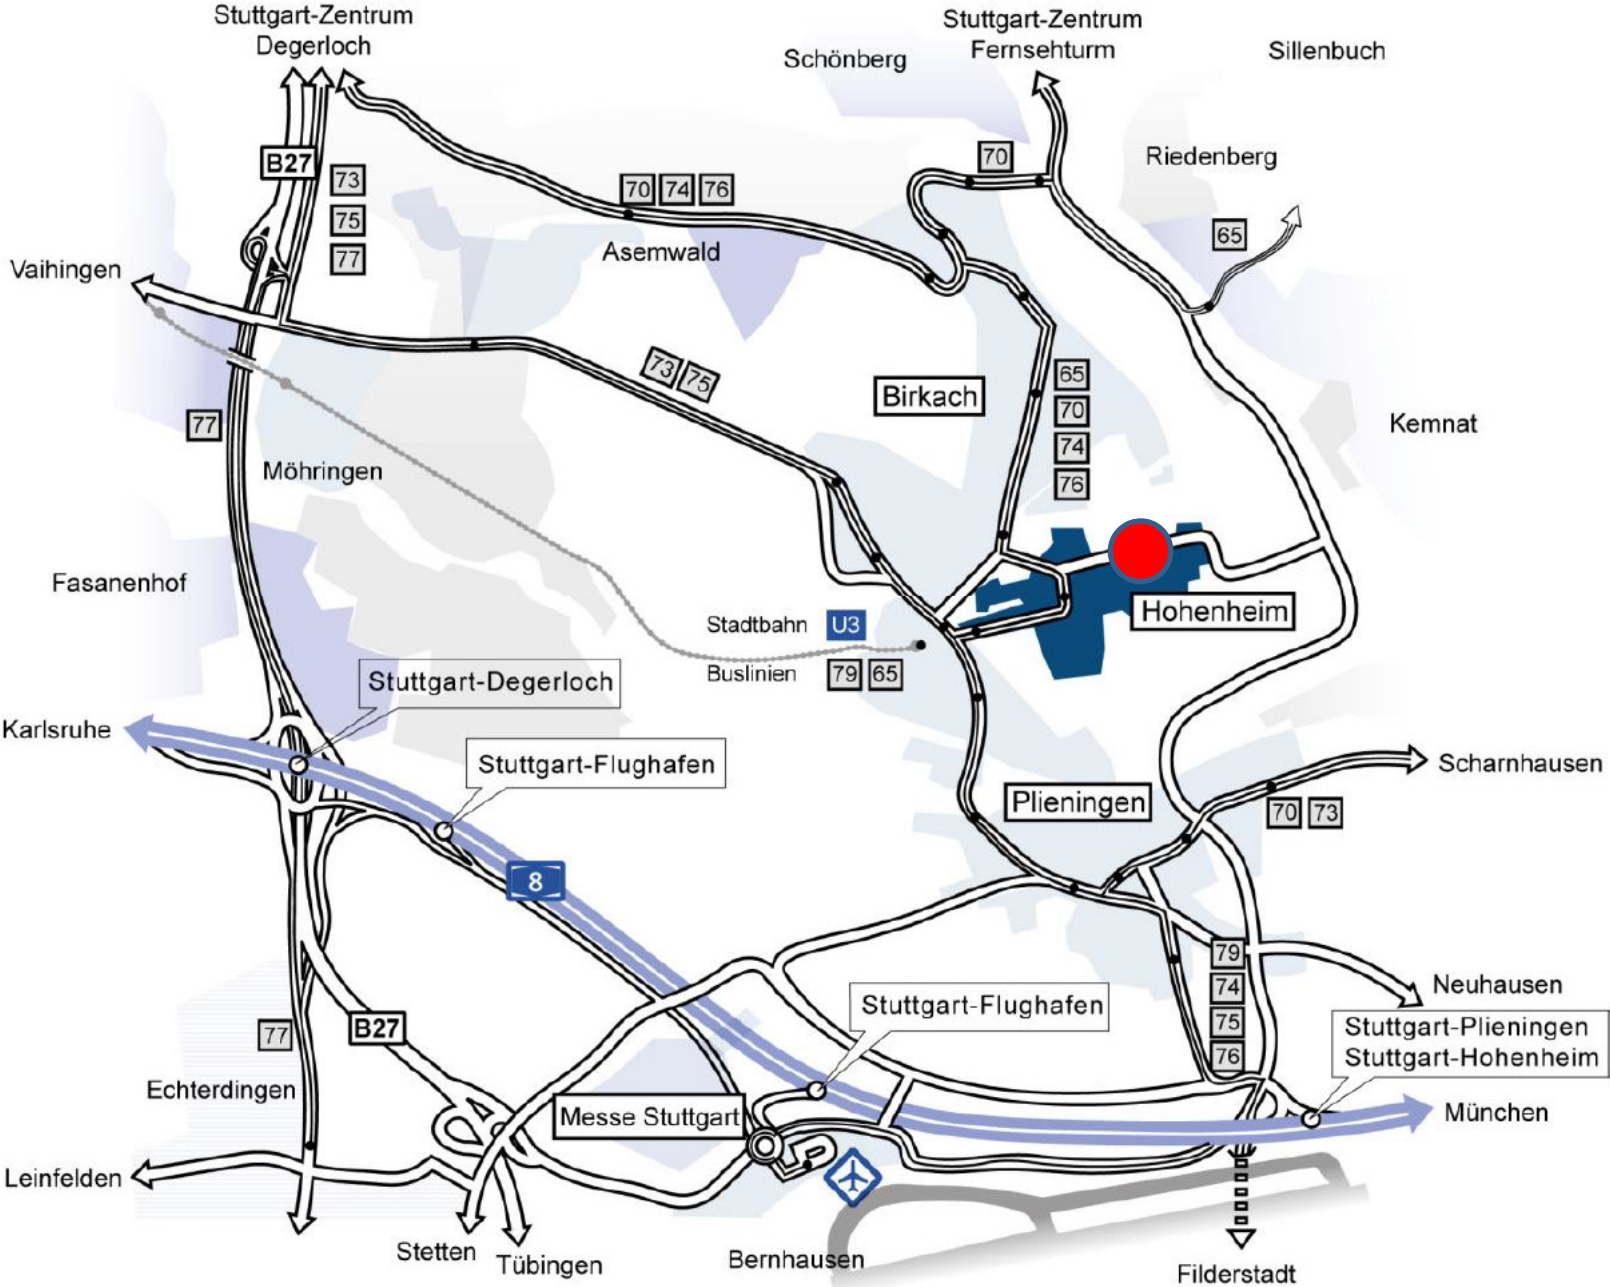 Stuttgart-Zentrum
Degerloch
Stuttgart-Zentrum
Fernsehturm
Schönberg
Sillenbuch
B27
73
75
77
70
Riedenberg
70 74 76
65
Asemwald
Vaihingen
73 75
65
70
74
76
Birkach
77
Kemnat
Möhringen
Fasanenhof
Hohenheim
Stadtbahn U3
Buslinien 79 65
Stuttgart-Degerloch
Karlsruhe
Stuttgart-Flughafen
Scharnhausen
Plieningen
70 73
8
79
74
75
76
Neuhausen
Stuttgart-Flughafen
Stuttgart-Plieningen
Stuttgart-Hohenheim
77
B27
Echterdingen
Messe Stuttgart
München
Leinfelden
Stetten
Tübingen
Bernhausen
Filderstadt